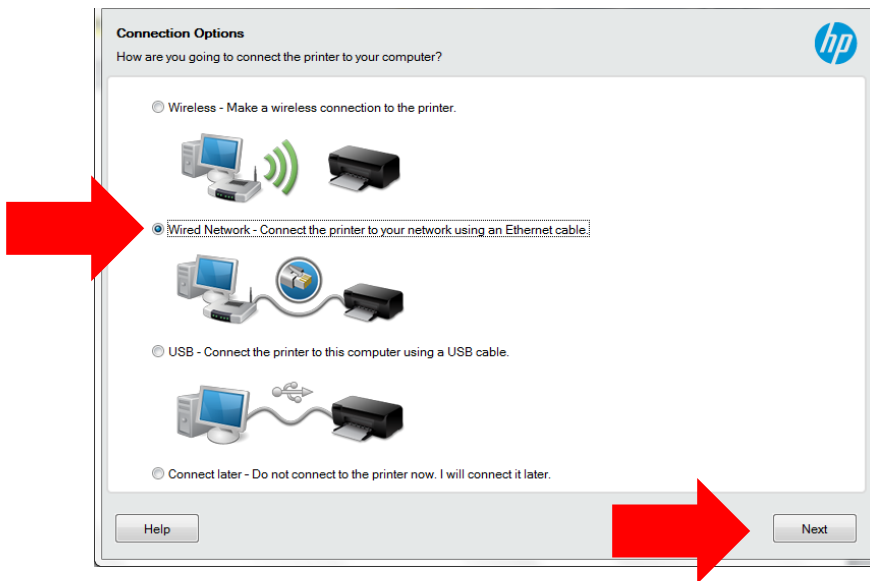 Connection Options
How are you going to connect the printer to your computer?
hp
Wireless - Make a wireless connection to the printer.
Wired Network - Connect the printer to your network using an Ethernet cable.
USB - Connect the printer to this computer using a USB cable.
Connect later - Do not connect to the printer now. I will connect it later.
Help
Next